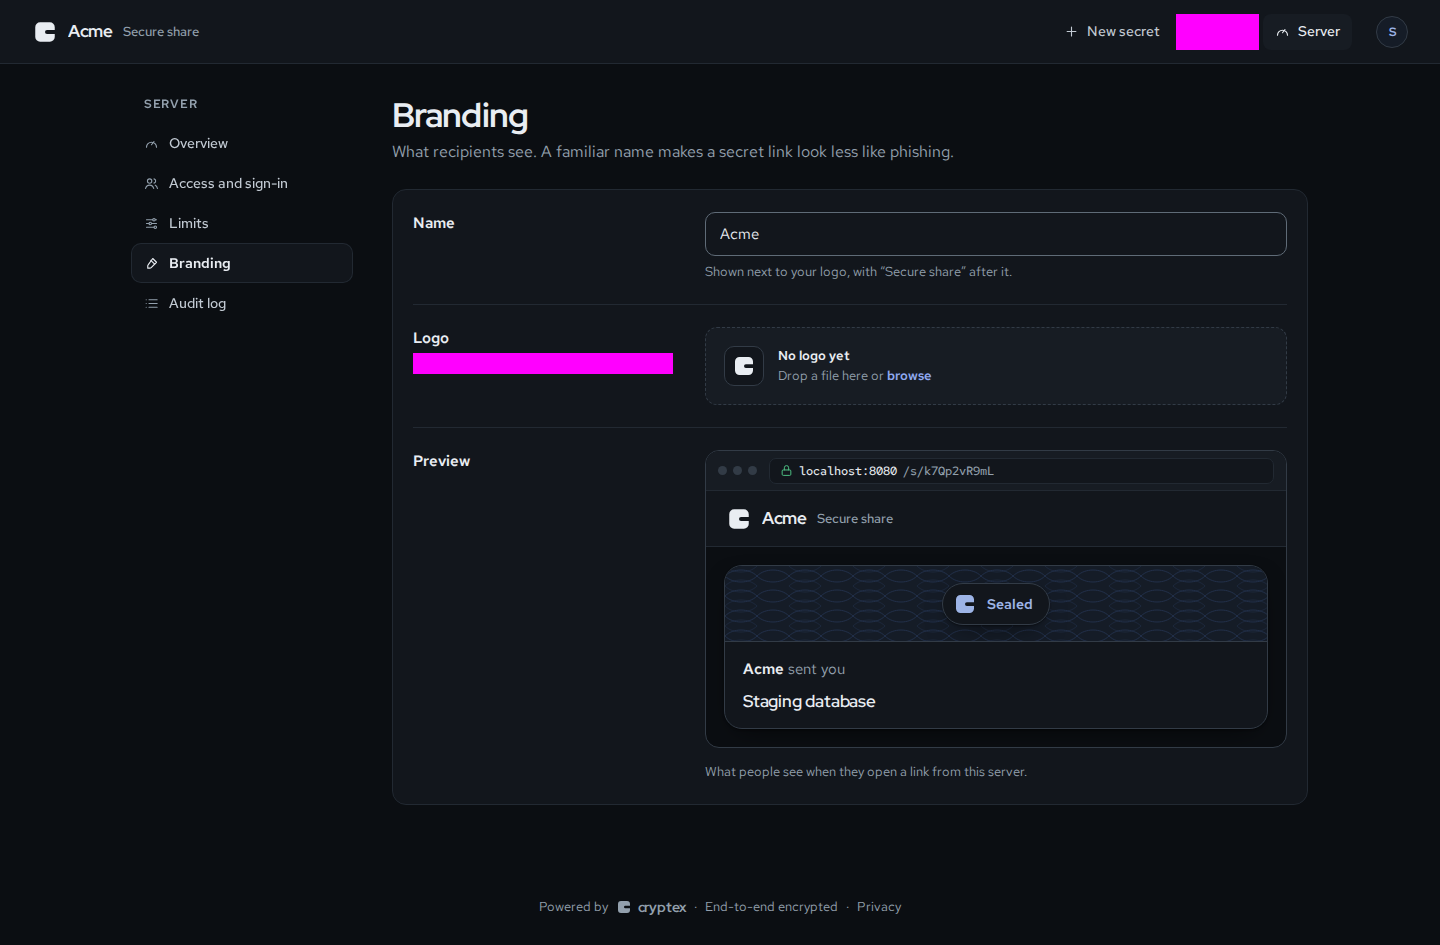 Acme Secure share
New secret
Server
S
SERVER
Overview
Access and sign-in
Limits
Branding
Audit log
Branding
What recipients see. A familiar name makes a secret link look less like phishing.
Name
Acme
Shown next to your logo, with “Secure share” after it.
Logo
No logo yet
Drop a file here or browse
Preview
localhost:8080 /s/k7Qp2vR9mL
Acme Secure share
Sealed
Acme sent you
Staging database
What people see when they open a link from this server.
Powered by cryptex · End-to-end encrypted · Privacy